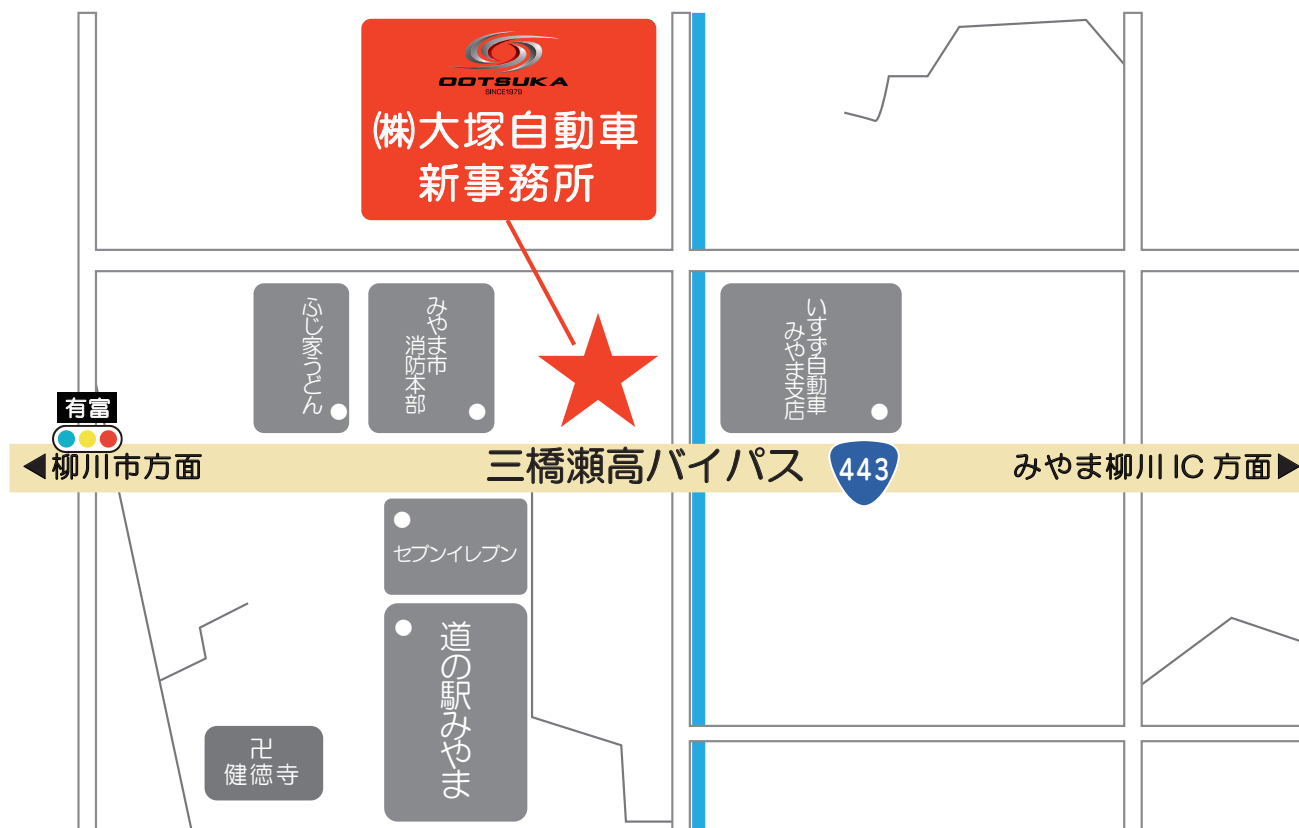 OOTSUKA
SINCE1979
㈱大塚自動車
新事務所
ふじ家うどん
みやま市
消防本部
いすず自動車
みやま支店
有富
◀柳川市方面
三橋瀬高バイパス
443
みやま柳川IC方面▶
セブンイレブン
道の駅みやま
卍
健徳寺